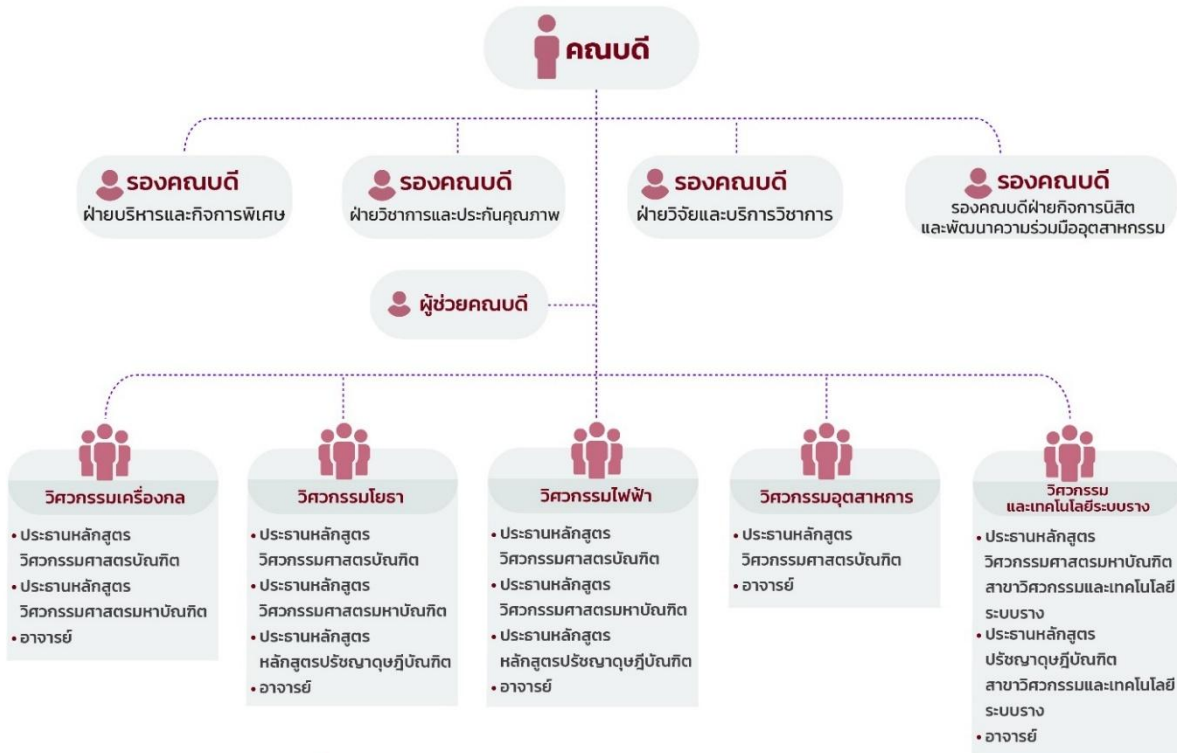 คณบดี
รองคณบดี
ฝ่ายบริหารและกิจการพิเศษ
รองคณบดี
ฝ่ายวิชาการและประกันคุณภาพ
รองคณบดี
ฝ่ายวิจัยและบริการวิชาการ
รองคณบดี
รองคณบดีฝ่ายกิจการนิสิต
และพัฒนาความร่วมมืออุตสาหกรรม
ผู้ช่วยคณบดี
วิศวกรรมเครื่องกล
• ประธานหลักสูตร
วิศวกรรมศาสตรบัณฑิต
• ประธานหลักสูตร
วิศวกรรมศาสตรมหาบัณฑิต
• อาจารย์
วิศวกรรมโยธา
• ประธานหลักสูตร
วิศวกรรมศาสตรบัณฑิต
• ประธานหลักสูตร
วิศวกรรมศาสตรมหาบัณฑิต
• ประธานหลักสูตร
หลักสูตรปรัชญาดุษฎีบัณฑิต
• อาจารย์
วิศวกรรมไฟฟ้า
• ประธานหลักสูตร
วิศวกรรมศาสตรบัณฑิต
• ประธานหลักสูตร
วิศวกรรมศาสตรมหาบัณฑิต
• ประธานหลักสูตร
หลักสูตรปรัชญาดุษฎีบัณฑิต
• อาจารย์
วิศวกรรมอุตสาหการ
• ประธานหลักสูตร
วิศวกรรมศาสตรบัณฑิต
• อาจารย์
วิศวกรรม
และเทคโนโลยีระบบราง
• ประธานหลักสูตร
วิศวกรรมศาสตรมหาบัณฑิต
สาขาวิศวกรรมและเทคโนโลยี
ระบบราง
• ประธานหลักสูตร
ปรัชญาดุษฎีบัณฑิต
สาขาวิศวกรรมและเทคโนโลยี
ระบบราง
• อาจารย์